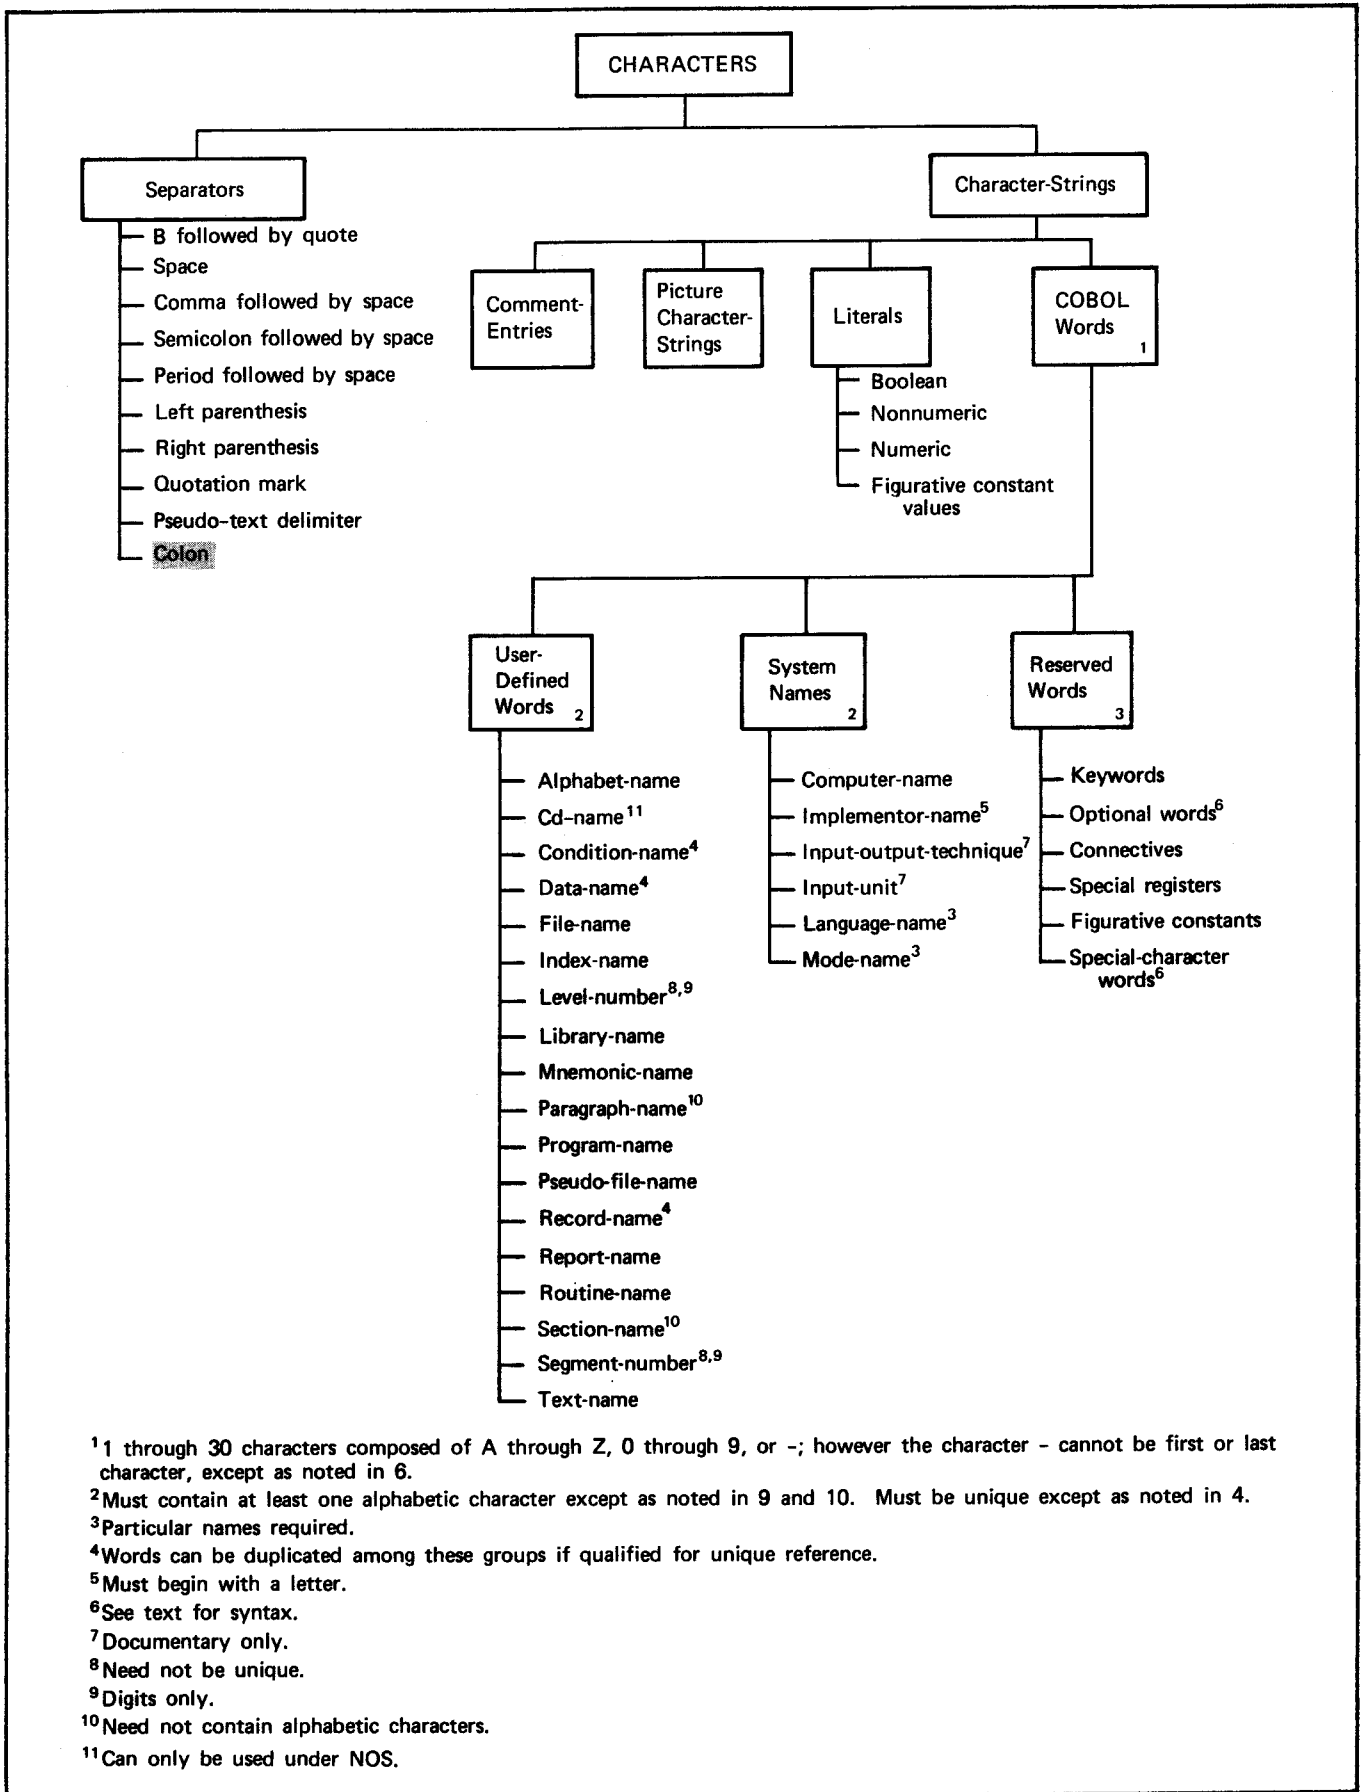 CHARACTERS
Separators
B followed by quote
Space
Comma followed by space
Semicolon followed by space
Period followed by space
Left parenthesis
Right parenthesis
Quotation mark
Pseudo-text delimiter
Colon
Character-Strings
Comment-
Entries
Picture
Character-
Strings
Literals
Boolean
Nonnumeric
Numeric
Figurative constant
values
COBOL
Words
1
User-
Defined
Words 2
Alphabet-name
Cd-name¹¹
Condition-name⁴
Data-name⁴
File-name
Index-name
Level-number⁸,⁹
Library-name
Mnemonic-name
Paragraph-name¹⁰
Program-name
Pseudo-file-name
Record-name⁴
Report-name
Routine-name
Section-name¹⁰
Segment-number⁸,⁹
Text-name
System
Names
2
Computer-name
Implementor-name⁵
Input-output-technique⁷
Input-unit⁷
Language-name³
Mode-name³
Reserved
Words
3
Keywords
Optional words⁶
Connectives
Special registers
Figurative constants
Special-character
words⁶
¹1 through 30 characters composed of A through Z, 0 through 9, or -; however the character - cannot be first or last
character, except as noted in 6.
²Must contain at least one alphabetic character except as noted in 9 and 10. Must be unique except as noted in 4.
³Particular names required.
⁴Words can be duplicated among these groups if qualified for unique reference.
⁵Must begin with a letter.
⁶See text for syntax.
⁷Documentary only.
⁸Need not be unique.
⁹Digits only.
¹⁰Need not contain alphabetic characters.
¹¹Can only be used under NOS.